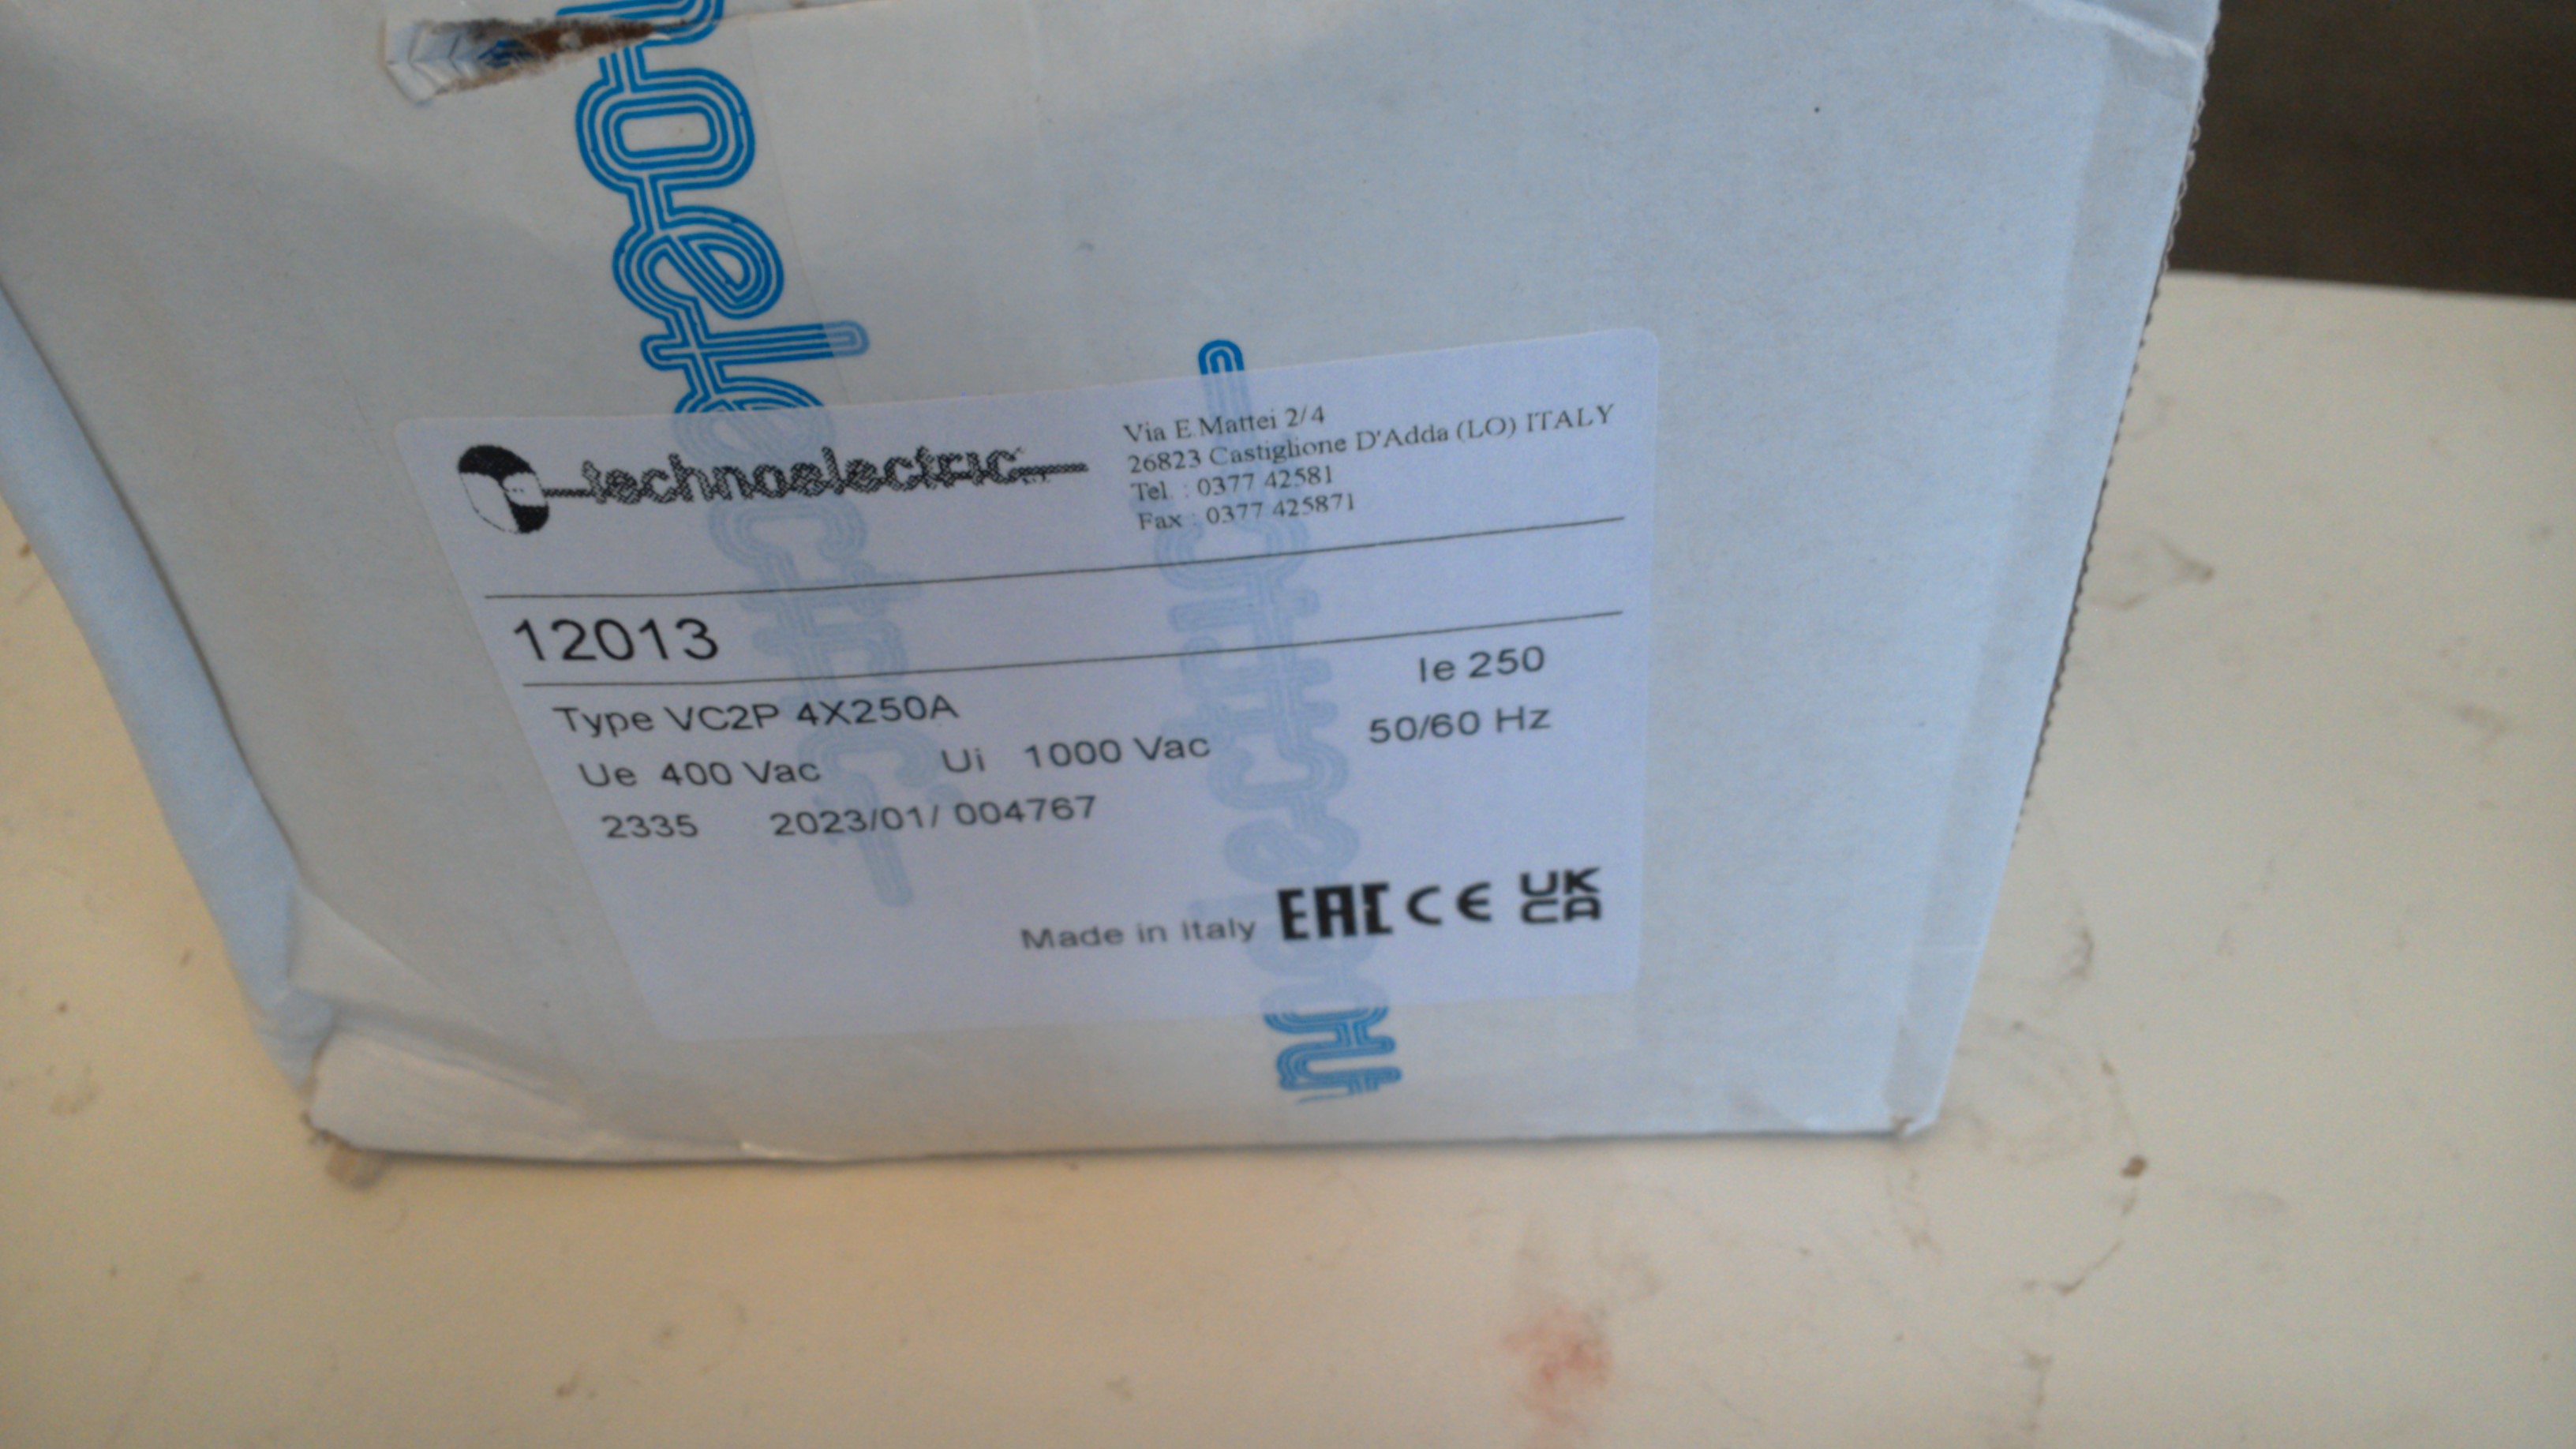 technoelectric
Via E.Mattei 2/4
26823 Castiglione D'Adda (LO) ITALY
Tel. : 0377 42581
Fax : 0377 425871
12013
Type VC2P 4X250A
Ie 250
Ue 400 Vac
Ui 1000 Vac
50/60 Hz
2335
2023/01/ 004767
Made in Italy
EAC CE UK
CA